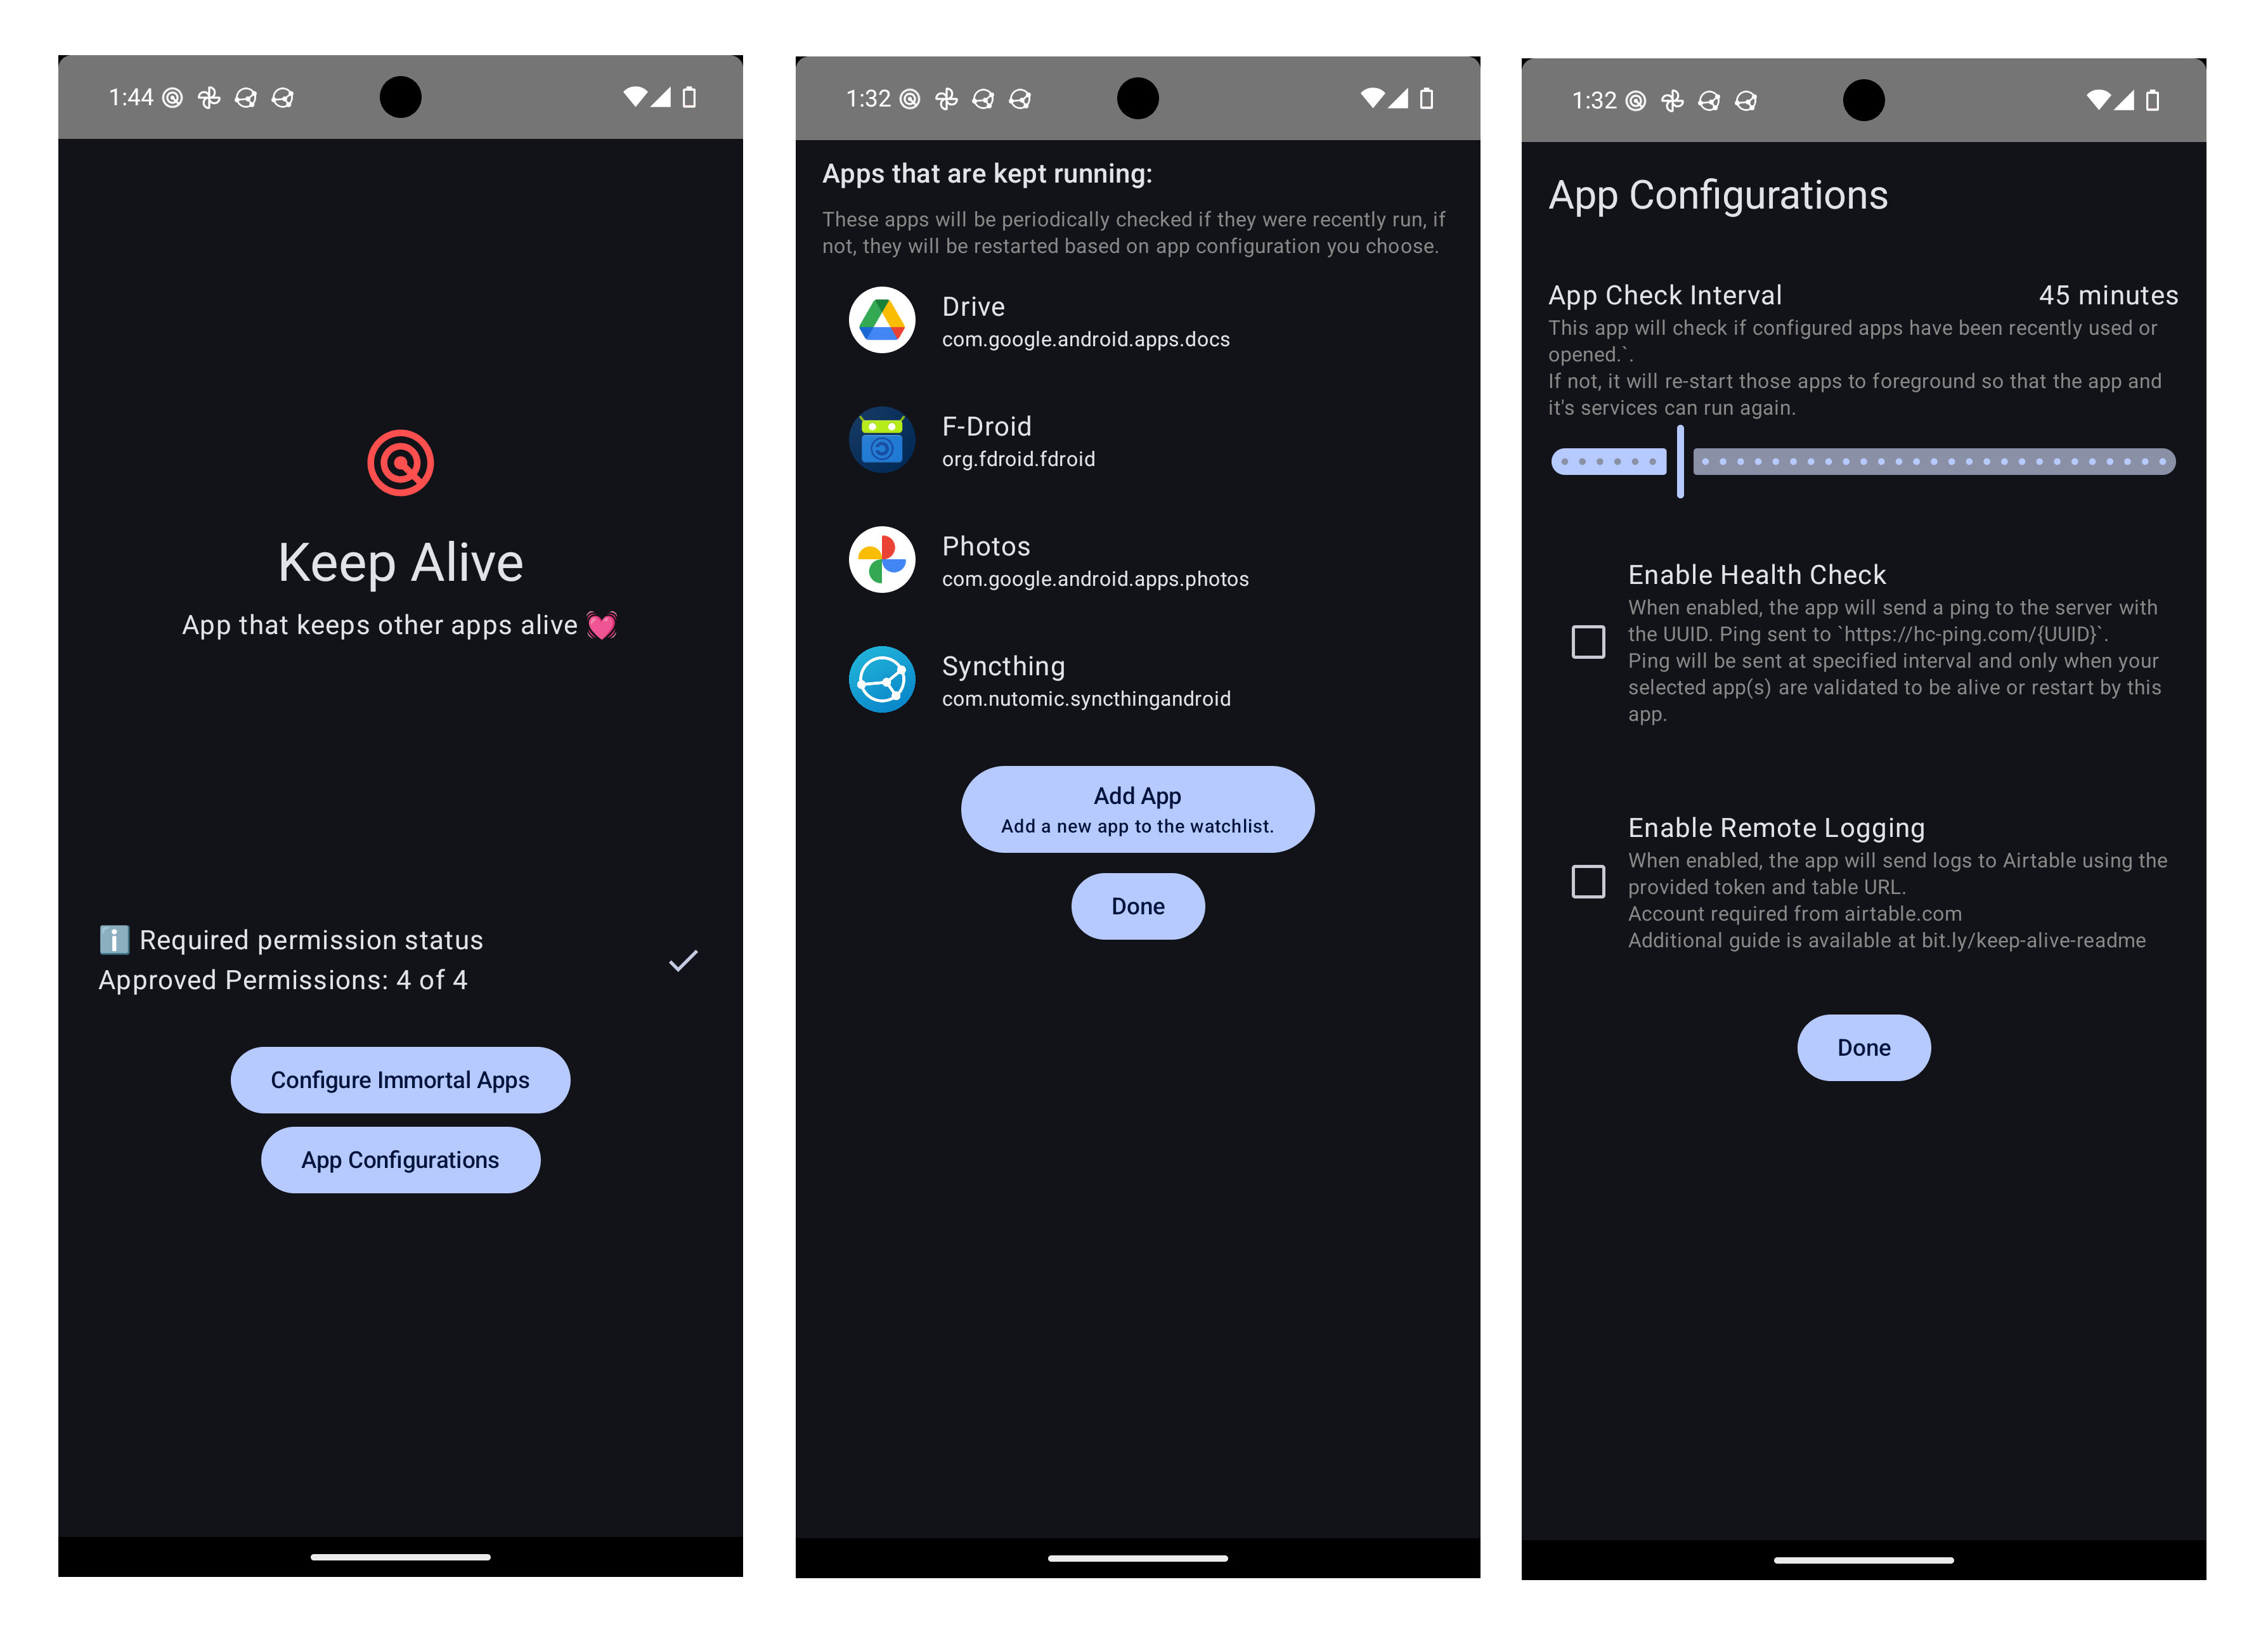 1:44
Keep Alive
App that keeps other apps alive 💓
ℹ️ Required permission status
Approved Permissions: 4 of 4
Configure Immortal Apps
App Configurations
1:32
Apps that are kept running:
These apps will be periodically checked if they were recently run, if
not, they will be restarted based on app configuration you choose.
Drive
com.google.android.apps.docs
F-Droid
org.fdroid.fdroid
Photos
com.google.android.apps.photos
Syncthing
com.nutomic.syncthingandroid
Add App
Add a new app to the watchlist.
Done
1:32
App Configurations
App Check Interval 45 minutes
This app will check if configured apps have been recently used or
opened.`.
If not, it will re-start those apps to foreground so that the app and
it's services can run again.
Enable Health Check
When enabled, the app will send a ping to the server with
the UUID. Ping sent to `https://hc-ping.com/{UUID}`.
Ping will be sent at specified interval and only when your
selected app(s) are validated to be alive or restart by this
app.
Enable Remote Logging
When enabled, the app will send logs to Airtable using the
provided token and table URL.
Account required from airtable.com
Additional guide is available at bit.ly/keep-alive-readme
Done